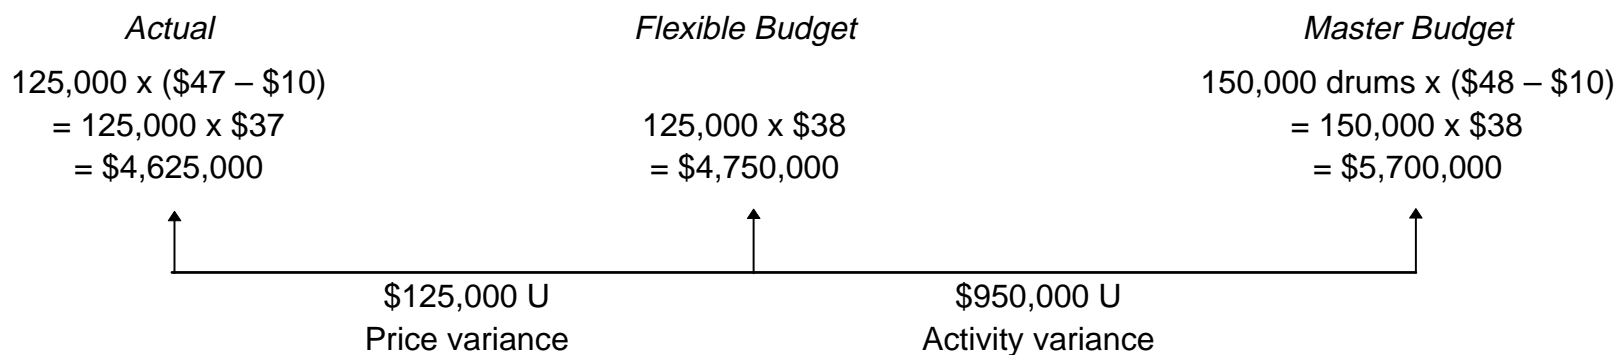 Actual
Flexible Budget
Master Budget
125,000 x ($47 – $10)
150,000 drums x ($48 – $10)
= 125,000 x $37
125,000 x $38
= 150,000 x $38
= $4,625,000
= $4,750,000
= $5,700,000
$125,000 U
$950,000 U
Price variance
Activity variance